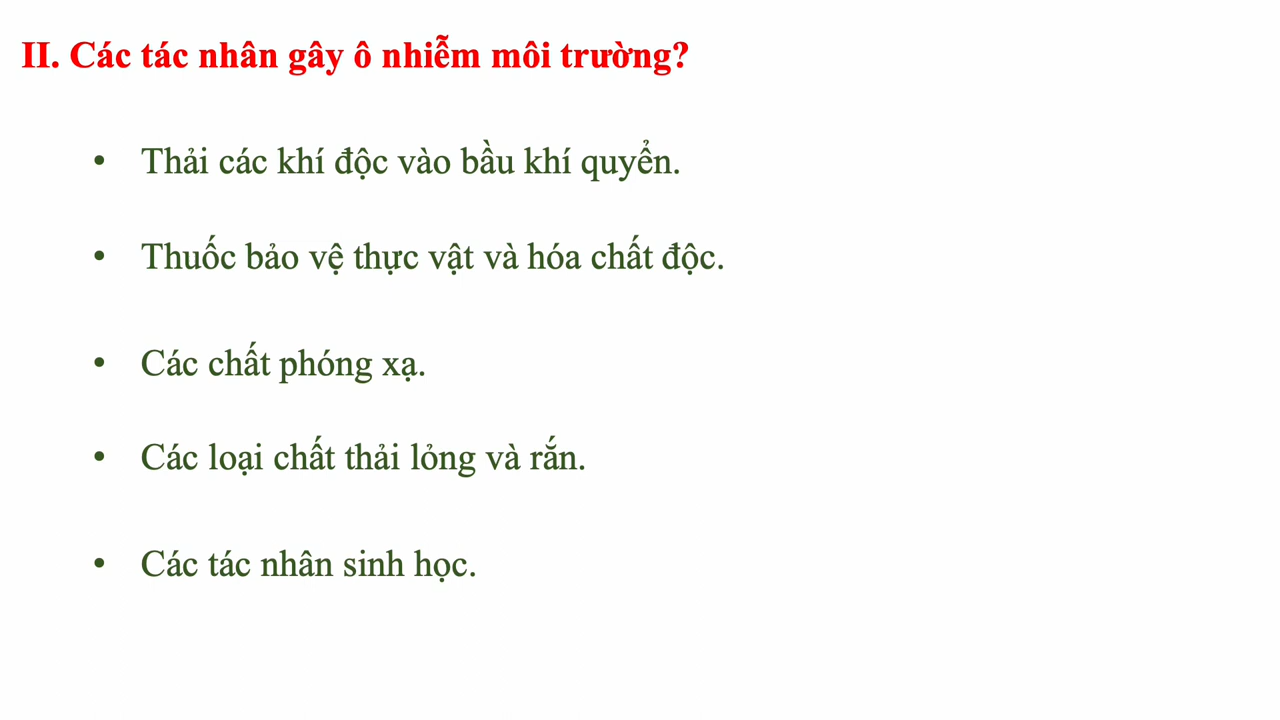 II. Các tác nhân gây ô nhiễm môi trường?
• Thải các khí độc vào bầu khí quyển.
• Thuốc bảo vệ thực vật và hóa chất độc.
• Các chất phóng xạ.
• Các loại chất thải lỏng và rắn.
• Các tác nhân sinh học.